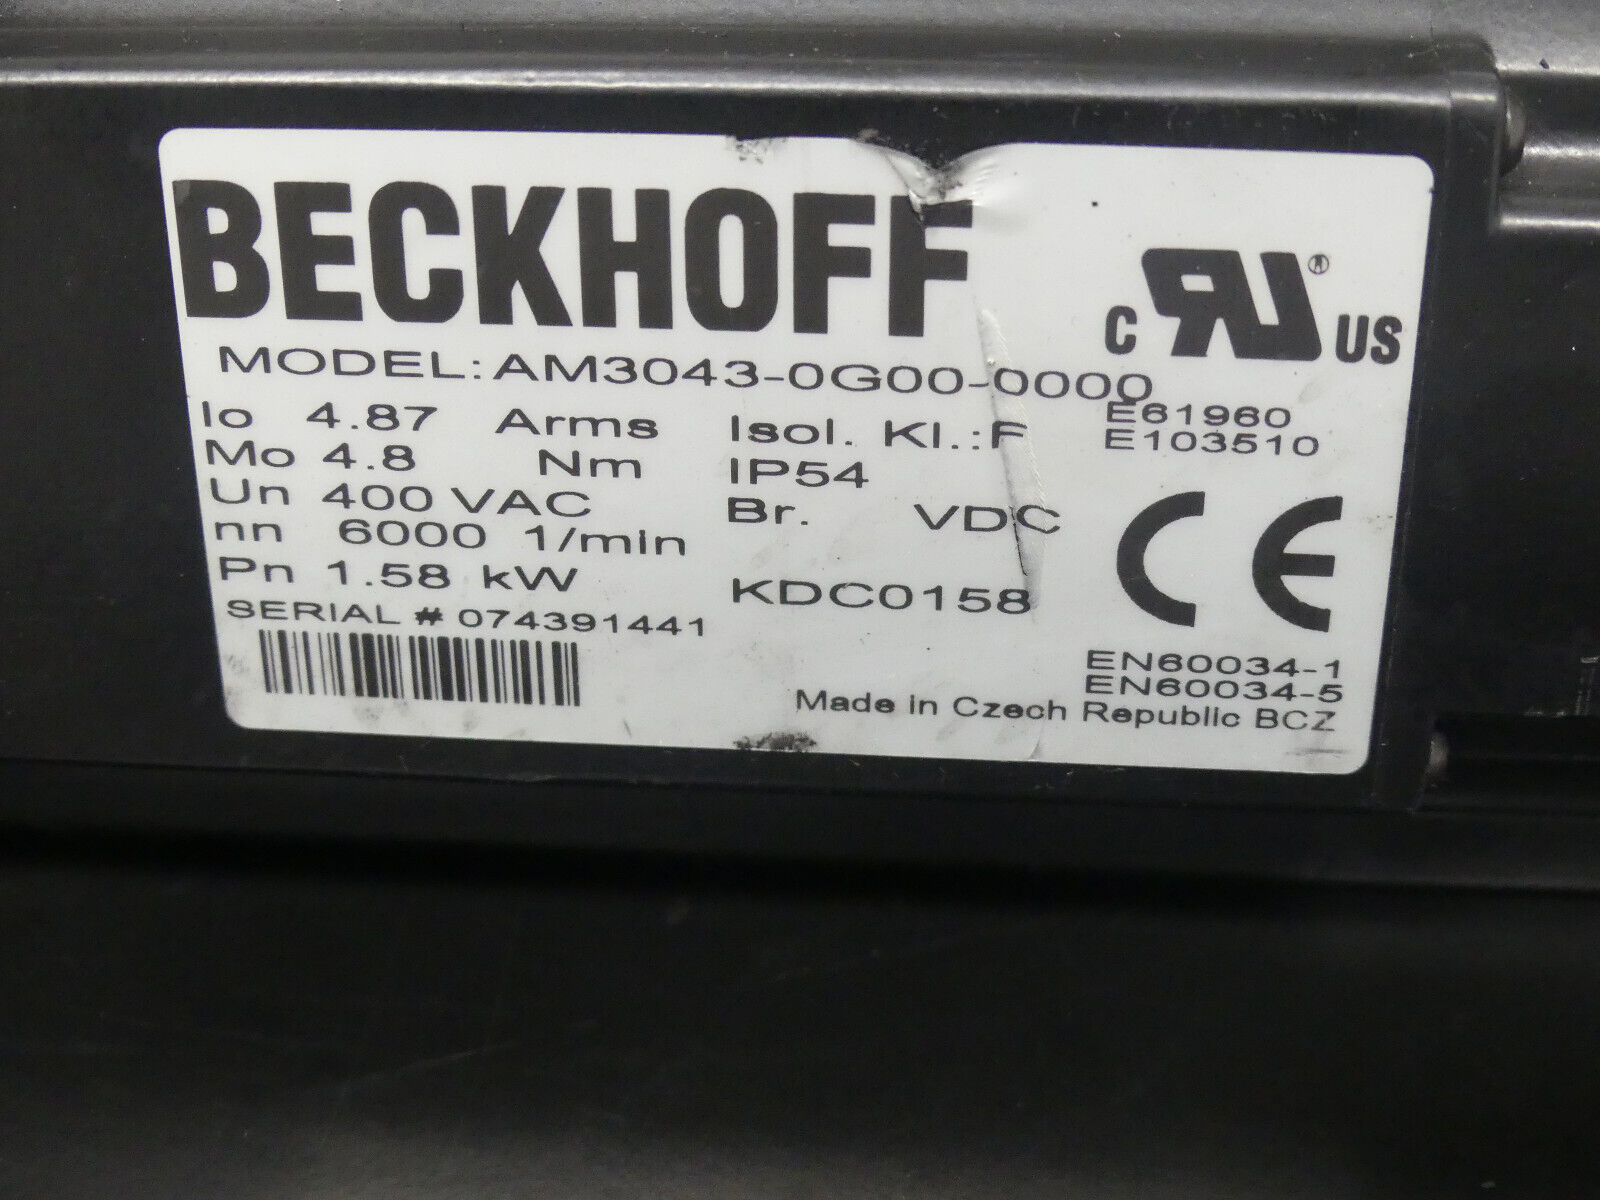 BECKHOFF
c RU® US
MODEL: AM3043-0G00-0000
E61960
Io 4.87 Arms Isol. Kl.:F
E103510
Mo 4.8 Nm IP54
Un 400 VAC Br. VDC
nn 6000 1/min
CE
Pn 1.58 kW KDC0158
SERIAL # 074391441
EN60034-1
EN60034-5
Made in Czech Republic BCZ